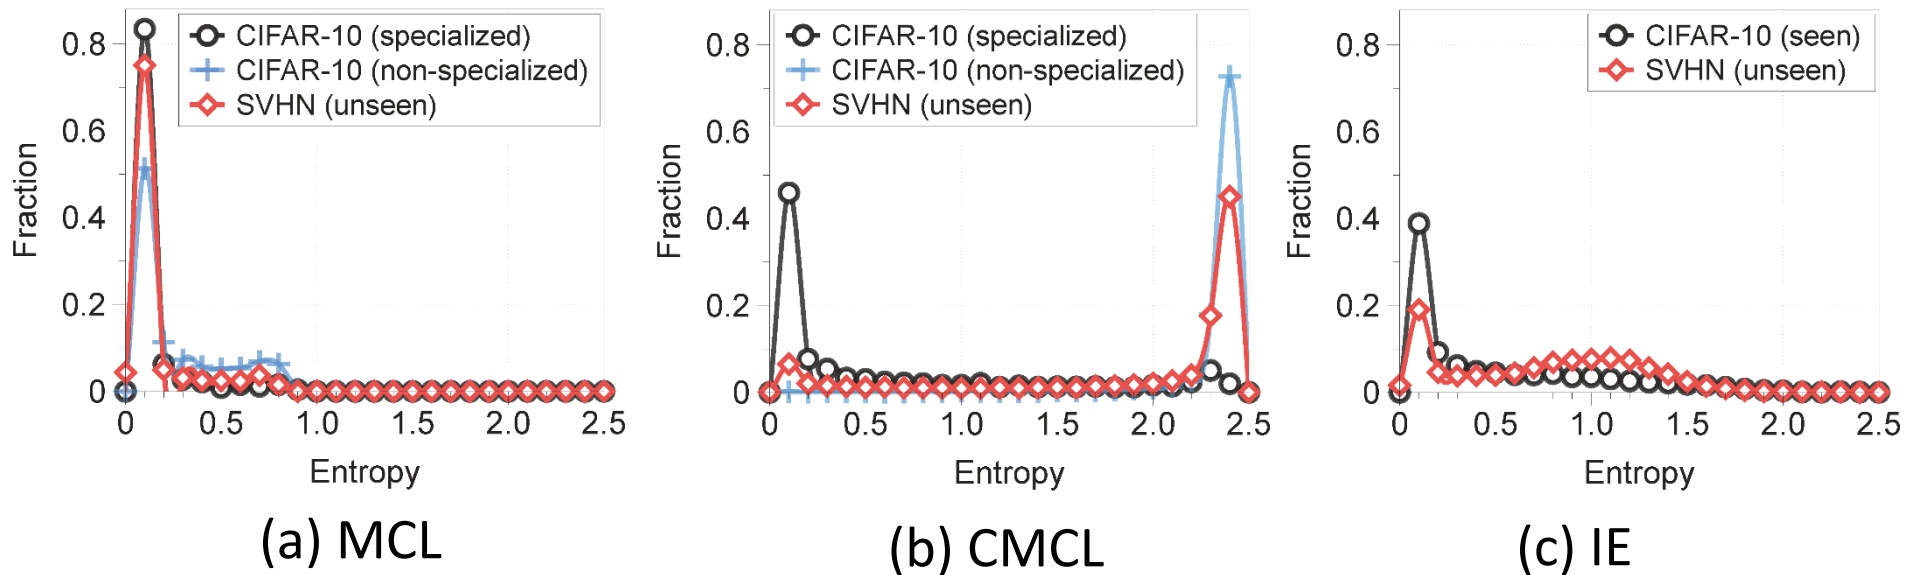 CIFAR-10 (specialized)
CIFAR-10 (non-specialized)
SVHN (unseen)
0.8
0.6
0.4
0.2
0
Fraction
0 0.5 1.0 1.5 2.0 2.5
Entropy
(a) MCL
CIFAR-10 (specialized)
CIFAR-10 (non-specialized)
SVHN (unseen)
0.8
0.6
0.4
0.2
0
Fraction
0 0.5 1.0 1.5 2.0 2.5
Entropy
(b) CMCL
CIFAR-10 (seen)
SVHN (unseen)
0.8
0.6
0.4
0.2
0
Fraction
0 0.5 1.0 1.5 2.0 2.5
Entropy
(c) IE